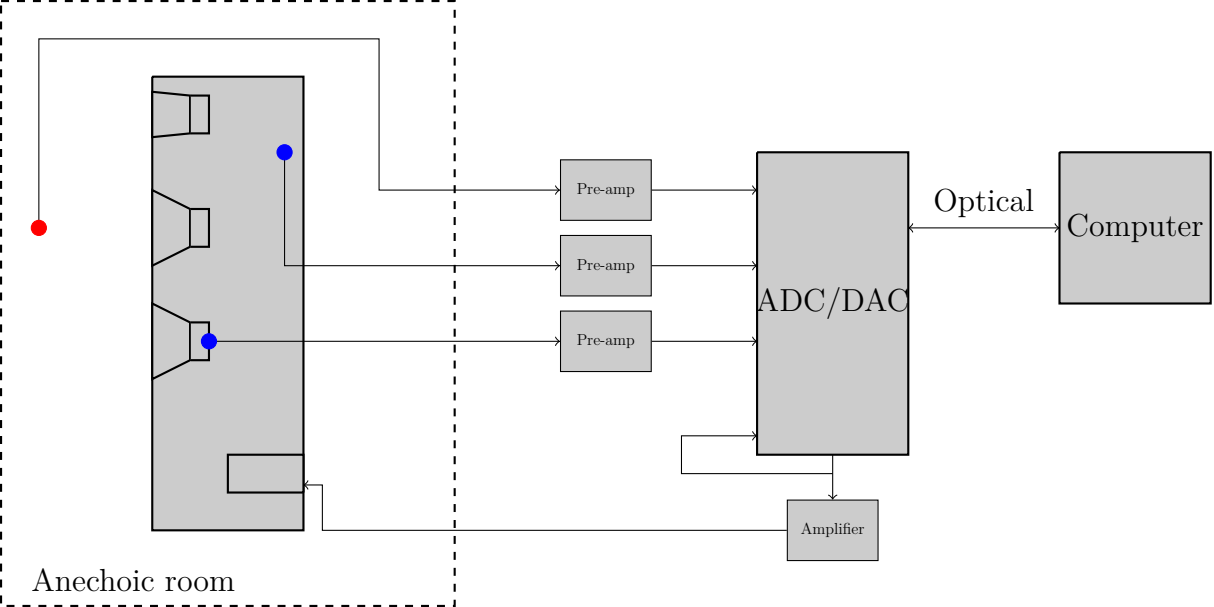 Pre-amp
Optical
Computer
Pre-amp
ADC/DAC
Pre-amp
Amplifier
Anechoic room